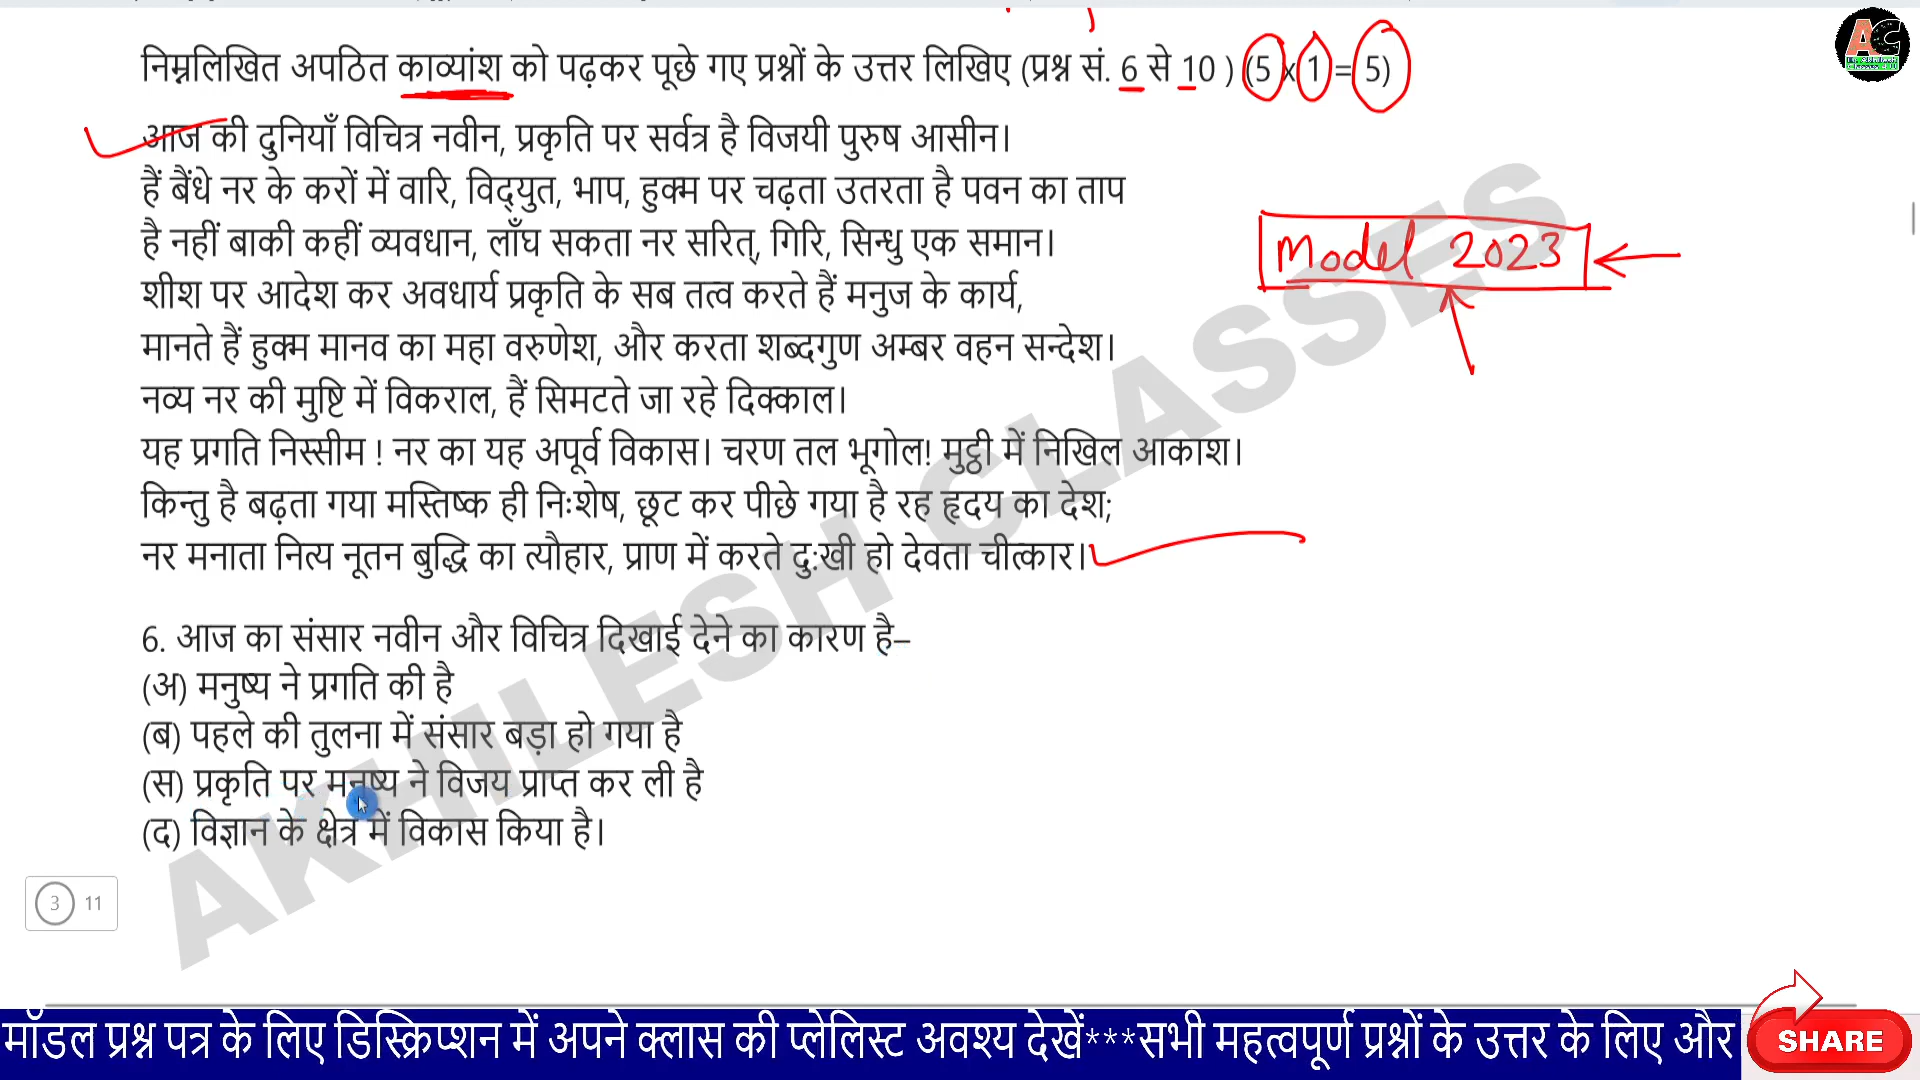 निम्नलिखित अपठित काव्यांश को पढ़कर पूछे गए प्रश्नों के उत्तर लिखिए (प्रश्न सं. 6 से 10 ) (5 x 1 = 5)
आज की दुनियाँ विचित्र नवीन, प्रकृति पर सर्वत्र है विजयी पुरुष आसीन।
हैं बैंधे नर के करों में वारि, विद्युत, भाप, हुक्म पर चढ़ता उतरता है पवन का ताप
है नहीं बाकी कहीं व्यवधान, लाँघ सकता नर सरित्, गिरि, सिन्धु एक समान।
Model 2023
शीश पर आदेश कर अवधार्य प्रकृति के सब तत्व करते हैं मनुज के कार्य,
मानते हैं हुक्म मानव का महा वरुणेश, और करता शब्दगुण अम्बर वहन सन्देश।
नव्य नर की मुष्टि में विकराल, हैं सिमटते जा रहे दिक्काल।
यह प्रगति निस्सीम ! नर का यह अपूर्व विकास। चरण तल भूगोल! मुट्ठी में निखिल आकाश।
किन्तु है बढ़ता गया मस्तिष्क ही निःशेष, छूट कर पीछे गया है रह हृदय का देश;
नर मनाता नित्य नूतन बुद्धि का त्यौहार, प्राण में करते दु:खी हो देवता चीत्कार।
6. आज का संसार नवीन और विचित्र दिखाई देने का कारण है–
(अ) मनुष्य ने प्रगति की है
(ब) पहले की तुलना में संसार बड़ा हो गया है
(स) प्रकृति पर मनुष्य ने विजय प्राप्त कर ली है
(द) विज्ञान के क्षेत्र में विकास किया है।
AKHILESH CLASSES
3 11
मॉडल प्रश्न पत्र के लिए डिस्क्रिप्शन में अपने क्लास की प्लेलिस्ट अवश्य देखें***सभी महत्वपूर्ण प्रश्नों के उत्तर के लिए और
SHARE
AC